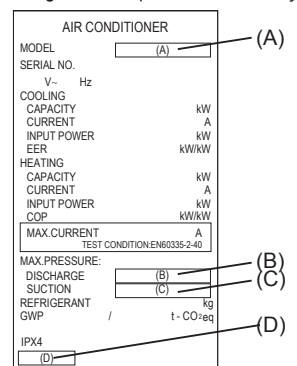 AIR CONDITIONER
MODEL (A) (A)
SERIAL NO.
V~ Hz
COOLING
CAPACITY kW
CURRENT A
INPUT POWER kW
EER kW/kW
HEATING
CAPACITY kW
CURRENT A
INPUT POWER kW
COP kW/kW
MAX.CURRENT A
TEST CONDITION:EN60335-2-40
MAX.PRESSURE:
DISCHARGE (B) (B)
SUCTION (C) (C)
REFRIGERANT kg
GWP / t - CO2eq
(D)
IPX4
(D)